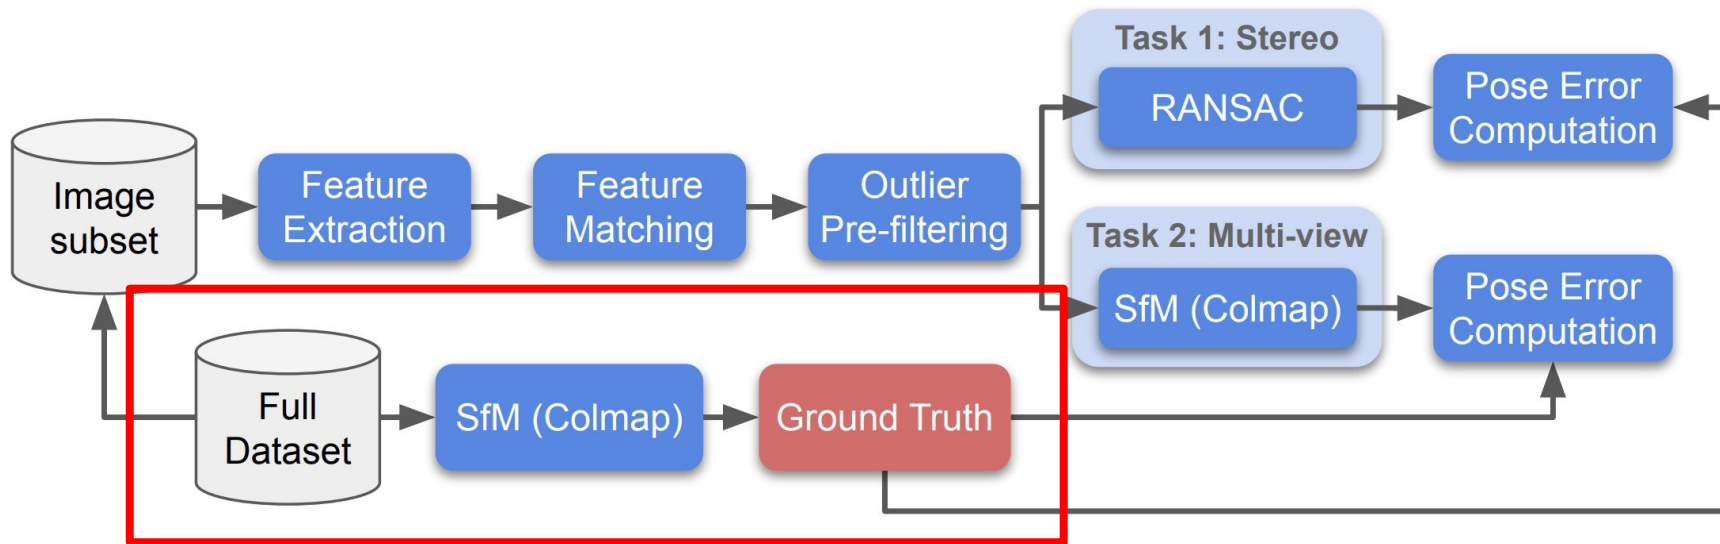 Task 1: Stereo
RANSAC
Pose Error
Computation
Image
subset
Feature
Extraction
Feature
Matching
Outlier
Pre-filtering
Task 2: Multi-view
SfM (Colmap)
Pose Error
Computation
Full
Dataset
SfM (Colmap)
Ground Truth